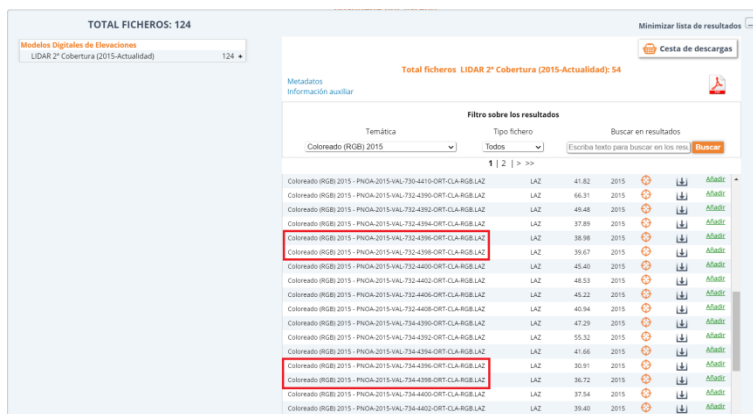 TOTAL FICHEROS: 124
Minimizar lista de resultados
Modelos Digitales de Elevaciones
LIDAR 2ª Cobertura (2015-Actualidad) 124 +
Cesta de descargas
Total ficheros LIDAR 2ª Cobertura (2015-Actualidad): 54
Metadatos
Información auxiliar
Filtro sobre los resultados
Temática Tipo fichero Buscar en resultados
Coloreado (RGB) 2015 Todos Escriba texto para buscar en los resu Buscar
1 | 2 | > >>
Coloreado (RGB) 2015 - PNOA-2015-VAL-730-4410-ORT-CLA-RGB.LAZ LAZ 41.82 2015 Añadir
Coloreado (RGB) 2015 - PNOA-2015-VAL-732-4390-ORT-CLA-RGB.LAZ LAZ 66.31 2015 Añadir
Coloreado (RGB) 2015 - PNOA-2015-VAL-732-4392-ORT-CLA-RGB.LAZ LAZ 49.48 2015 Añadir
Coloreado (RGB) 2015 - PNOA-2015-VAL-732-4394-ORT-CLA-RGB.LAZ LAZ 37.89 2015 Añadir
Coloreado (RGB) 2015 - PNOA-2015-VAL-732-4396-ORT-CLA-RGB.LAZ LAZ 38.98 2015 Añadir
Coloreado (RGB) 2015 - PNOA-2015-VAL-732-4398-ORT-CLA-RGB.LAZ LAZ 39.67 2015 Añadir
Coloreado (RGB) 2015 - PNOA-2015-VAL-732-4400-ORT-CLA-RGB.LAZ LAZ 45.40 2015 Añadir
Coloreado (RGB) 2015 - PNOA-2015-VAL-732-4402-ORT-CLA-RGB.LAZ LAZ 48.53 2015 Añadir
Coloreado (RGB) 2015 - PNOA-2015-VAL-732-4406-ORT-CLA-RGB.LAZ LAZ 45.22 2015 Añadir
Coloreado (RGB) 2015 - PNOA-2015-VAL-732-4408-ORT-CLA-RGB.LAZ LAZ 40.94 2015 Añadir
Coloreado (RGB) 2015 - PNOA-2015-VAL-734-4390-ORT-CLA-RGB.LAZ LAZ 47.29 2015 Añadir
Coloreado (RGB) 2015 - PNOA-2015-VAL-734-4392-ORT-CLA-RGB.LAZ LAZ 55.32 2015 Añadir
Coloreado (RGB) 2015 - PNOA-2015-VAL-734-4394-ORT-CLA-RGB.LAZ LAZ 41.66 2015 Añadir
Coloreado (RGB) 2015 - PNOA-2015-VAL-734-4396-ORT-CLA-RGB.LAZ LAZ 30.91 2015 Añadir
Coloreado (RGB) 2015 - PNOA-2015-VAL-734-4398-ORT-CLA-RGB.LAZ LAZ 36.72 2015 Añadir
Coloreado (RGB) 2015 - PNOA-2015-VAL-734-4400-ORT-CLA-RGB.LAZ LAZ 37.54 2015 Añadir
Coloreado (RGB) 2015 - PNOA-2015-VAL-734-4402-ORT-CLA-RGB.LAZ LAZ 39.40 2015 Añadir